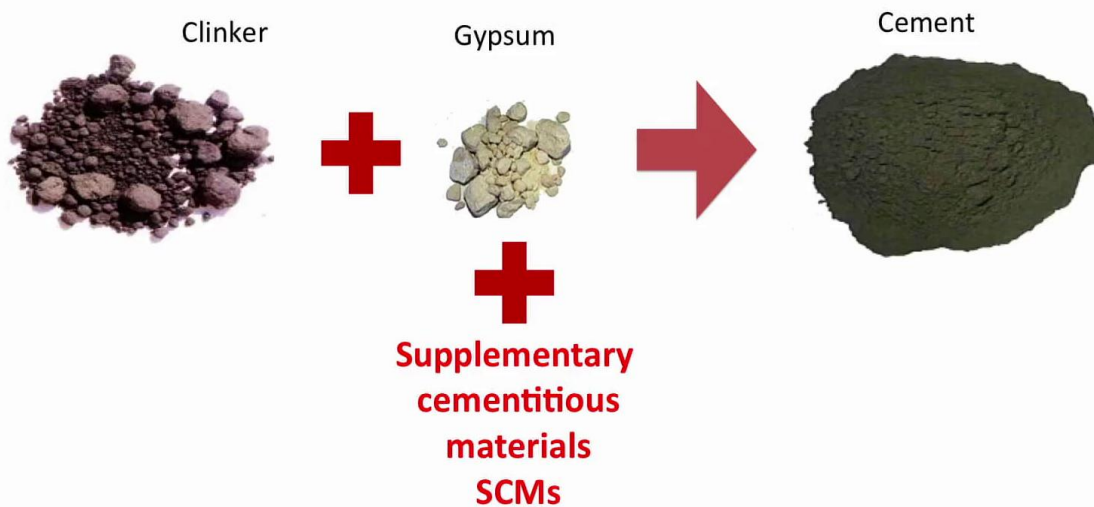 Clinker
Gypsum
Cement
Supplementary
cementitious
materials
SCMs